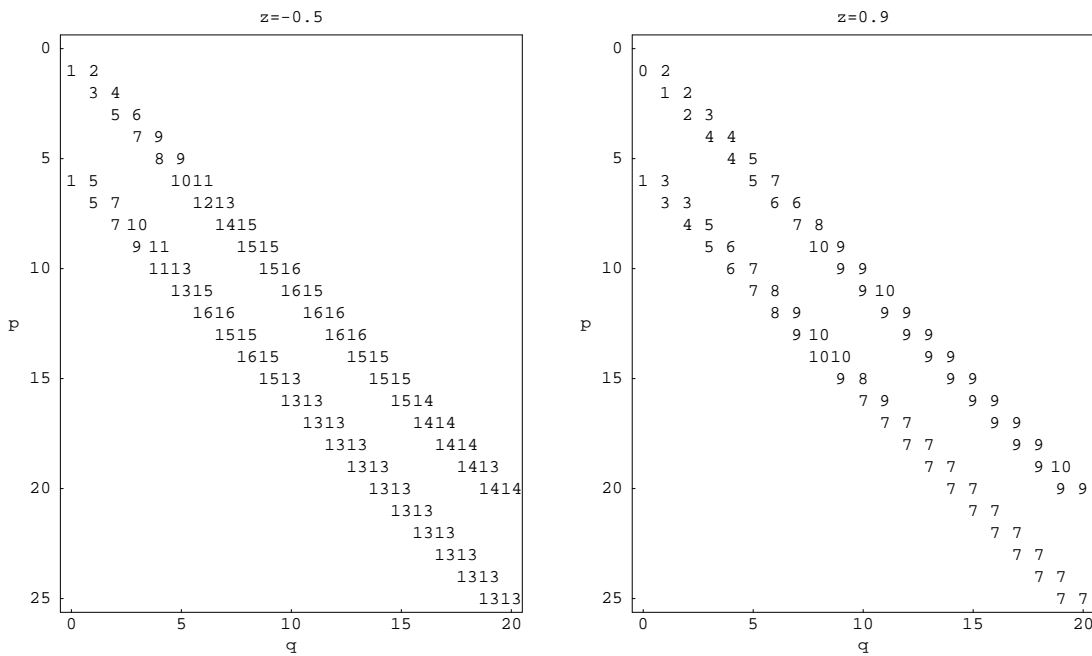 z=-0.5
0
1 2
3 4
5 6
7 9
5 8 9
1 5 1011
5 7 1213
7 10 1415
9 11 1515
10 1113 1516
1315 1615
1616 1616
p
1515 1616
1615 1515
15 1513 1515
1313 1514
1313 1414
1313 1414
1313 1413
20 1313 1414
1313
1313
1313
1313
25 1313
0 5 10 15 20
q
z=0.9
0
0 2
1 2
2 3
4 4
5 4 5
1 3 5 7
3 3 6 6
4 5 7 8
5 6 10 9
10 6 7 9 9
7 8 9 10
8 9 9 9
p
9 10 9 9
1010 9 9
15 9 8 9 9
7 9 9 9
7 7 9 9
7 7 9 9
7 7 9 10
20 7 7 9 9
7 7
7 7
7 7
7 7
25 7 7
0 5 10 15 20
q